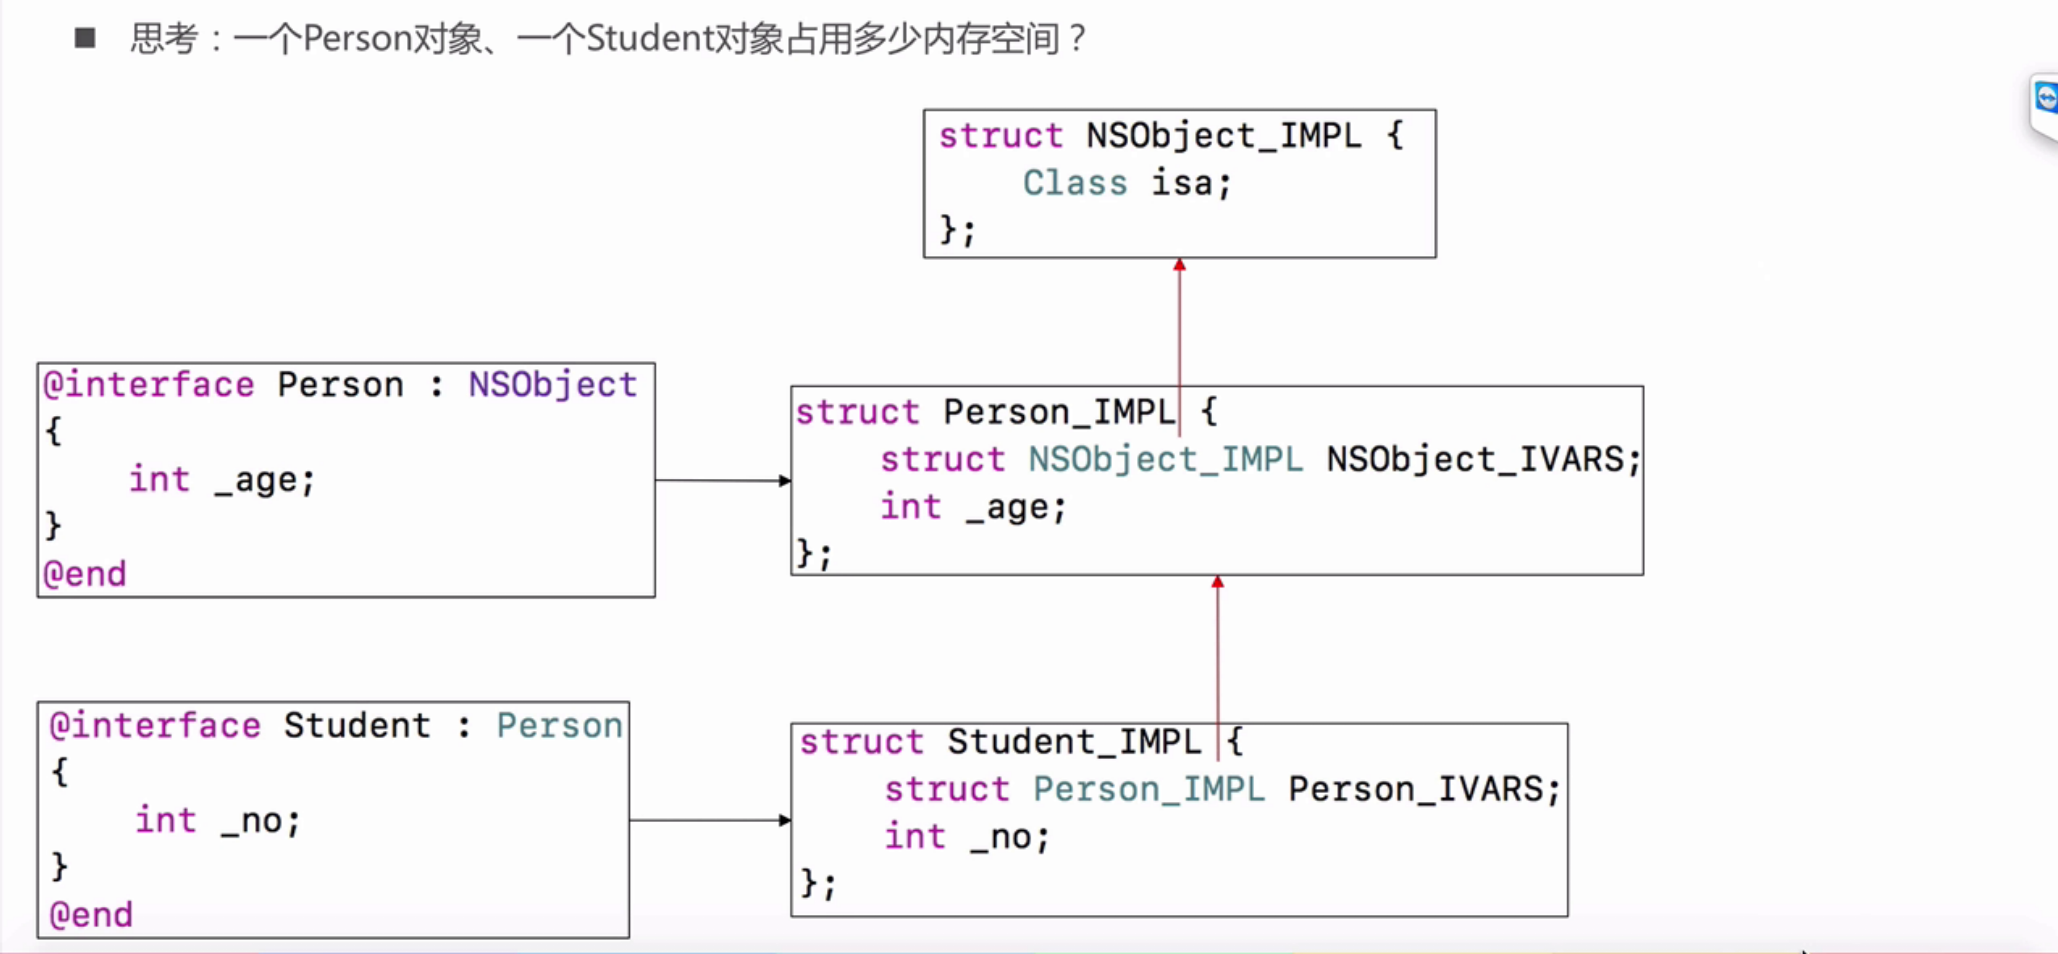 ■ 思考：一个Person对象、一个Student对象占用多少内存空间？
struct NSObject_IMPL {
    Class isa;
};
@interface Person : NSObject
{
    int _age;
}
@end
struct Person_IMPL {
    struct NSObject_IMPL NSObject_IVARS;
    int _age;
};
@interface Student : Person
{
    int _no;
}
@end
struct Student_IMPL {
    struct Person_IMPL Person_IVARS;
    int _no;
};